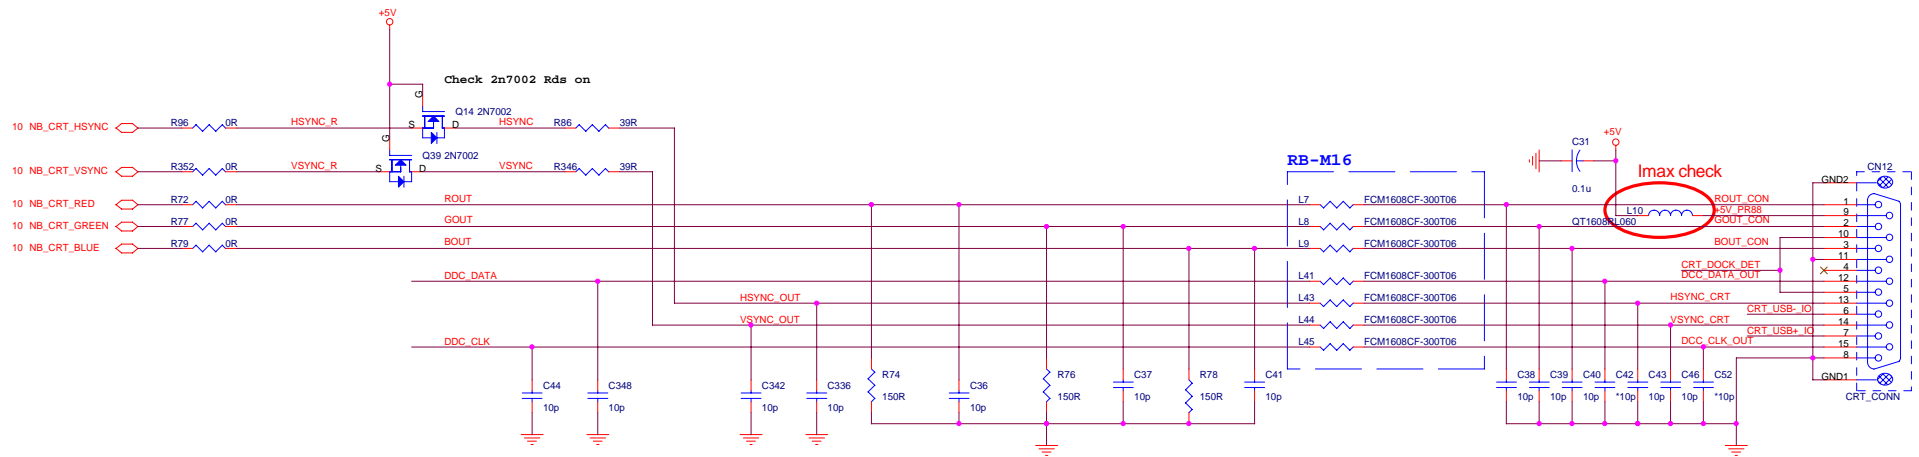 +5V
Check 2n7002 Rds on
G
Q14 2N7002
10 NB_CRT_HSYNC R96 0R HSYNC_R S D HSYNC R86 39R
G
Q39 2N7002
10 NB_CRT_VSYNC R352 0R VSYNC_R S D VSYNC R346 39R
10 NB_CRT_RED R72 0R ROUT
10 NB_CRT_GREEN R77 0R GOUT
10 NB_CRT_BLUE R79 0R BOUT
DDC_DATA
HSYNC_OUT
VSYNC_OUT
DDC_CLK
C44 10p
C348 10p
C342 10p
C336 10p
R74 150R
C36 10p
R76 150R
C37 10p
R78 150R
C41 10p
RB-M16
L7 FCM1608CF-300T06
L8 FCM1608CF-300T06
L9 FCM1608CF-300T06
L41 FCM1608CF-300T06
L43 FCM1608CF-300T06
L44 FCM1608CF-300T06
L45 FCM1608CF-300T06
C31
0.1u
+5V
Imax check
L10
QT1608RL060
ROUT_CON
+5V_PR88
GOUT_CON
BOUT_CON
CRT_DOCK_DET
DCC_DATA_OUT
HSYNC_CRT
CRT_USB-_IO
VSYNC_CRT
CRT_USB+_IO
DCC_CLK_OUT
C38 10p
C39 10p
C40 10p
C42 *10p
C43 10p
C46 10p
C52 *10p
CN12
GND2
1
9
2
10
3
11
4
12
5
13
6
14
7
15
8
GND1
CRT_CONN